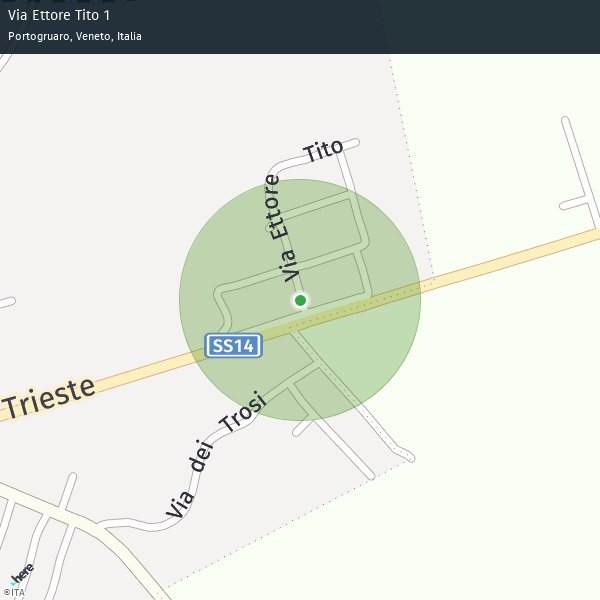 Via Ettore Tito 1
Portogruaro, Veneto, Italia
Via Ettore Tito
SS14
Trieste
Via dei Trosi
here
©ITA